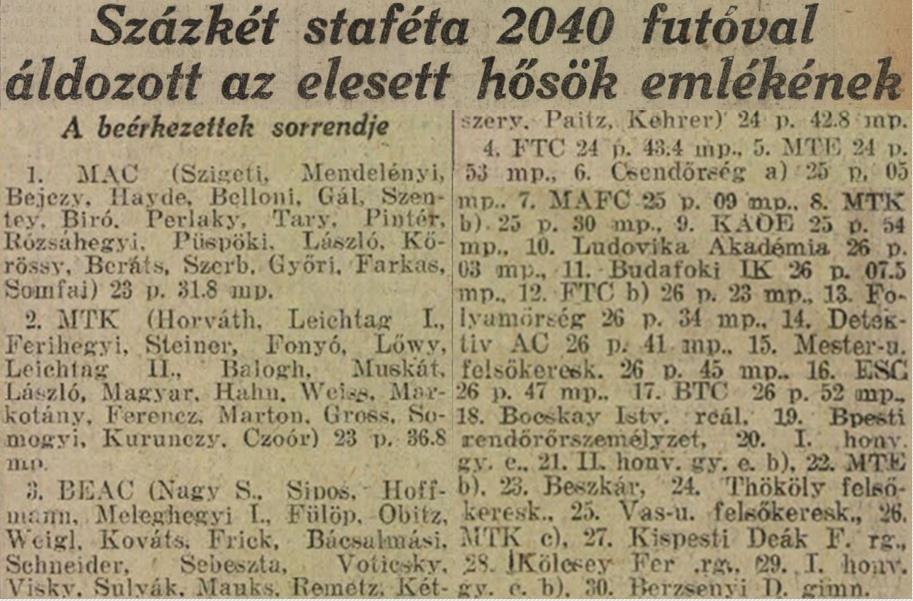 Százkét staféta 2040 futóval
áldozott az elesett hősök emlékének
A beérkezettek sorrendje
1. MAC (Szigeti, Mendelényi,
Bejczy, Hayde, Belloni, Gál, Szen-
tey, Biró, Perlaky, Tary, Pintér,
Rózsáhegyi, Püspöki, László, Kő-
rössy, Beráts, Szerb, Győri, Farkas,
Somfai) 23 p. 31.8 mp.
2. MTK (Horváth, Leichtag I.,
Ferihegyi, Steiner, Fonyó, Lőwy,
Leichtag II., Balogh, Muskát,
László, Magyar, Hahn, Weiss, Mar-
kotány, Ferencz, Marton, Gross, So-
mogyi, Kurunczy, Czoór) 23 p. 36.8
mp.
3. BEAC (Nagy S., Sipos, Hoff-
mann, Meleghegyi I., Fülöp, Obitz,
Weigl, Kováts, Frick, Bácsalmási,
Schneider, Sebeszta, Voticsky,
Visky, Sulyák, Mauks, Remetz, Két-
szery, Paitz, Kehrer) 24 p. 42.8 mp.
4. FTC 24 p. 43.4 mp., 5. MTE 24 p.
53 mp., 6. Csendőrség a) 25 p. 05
mp., 7. MAFC 25 p. 09 mp., 8. MTK
b) 25 p. 30 mp., 9. KAOE 25 p. 54
mp., 10. Ludovika Akadémia 26 p.
03 mp., 11. Budafoki IK 26 p. 07.5
mp., 12. FTC b) 26 p. 23 mp., 13. Fo-
lyamőrség 26 p. 34 mp., 14. Detek-
tiv AC 26 p. 41 mp., 15. Mester-u.
felsőkeresk. 26 p. 45 mp., 16. ESC
26 p. 47 mp., 17. BTC 26 p. 52 mp.,
18. Bocskay Istv. reál, 19. Bpesti
rendőrőrszemélyzet, 20. I. honv.
gy. e., 21. II. honv. gy. e. b), 22. MTE
b), 23. Beszkár, 24. Thököly felső-
keresk., 25. Vas-u. felsőkeresk., 26.
MTK c), 27. Kispesti Deák F. rg.,
28. Kölcsey Fer .rg., 29. I. honv.
gy. e. b), 30. Berzsenyi D. gimn.